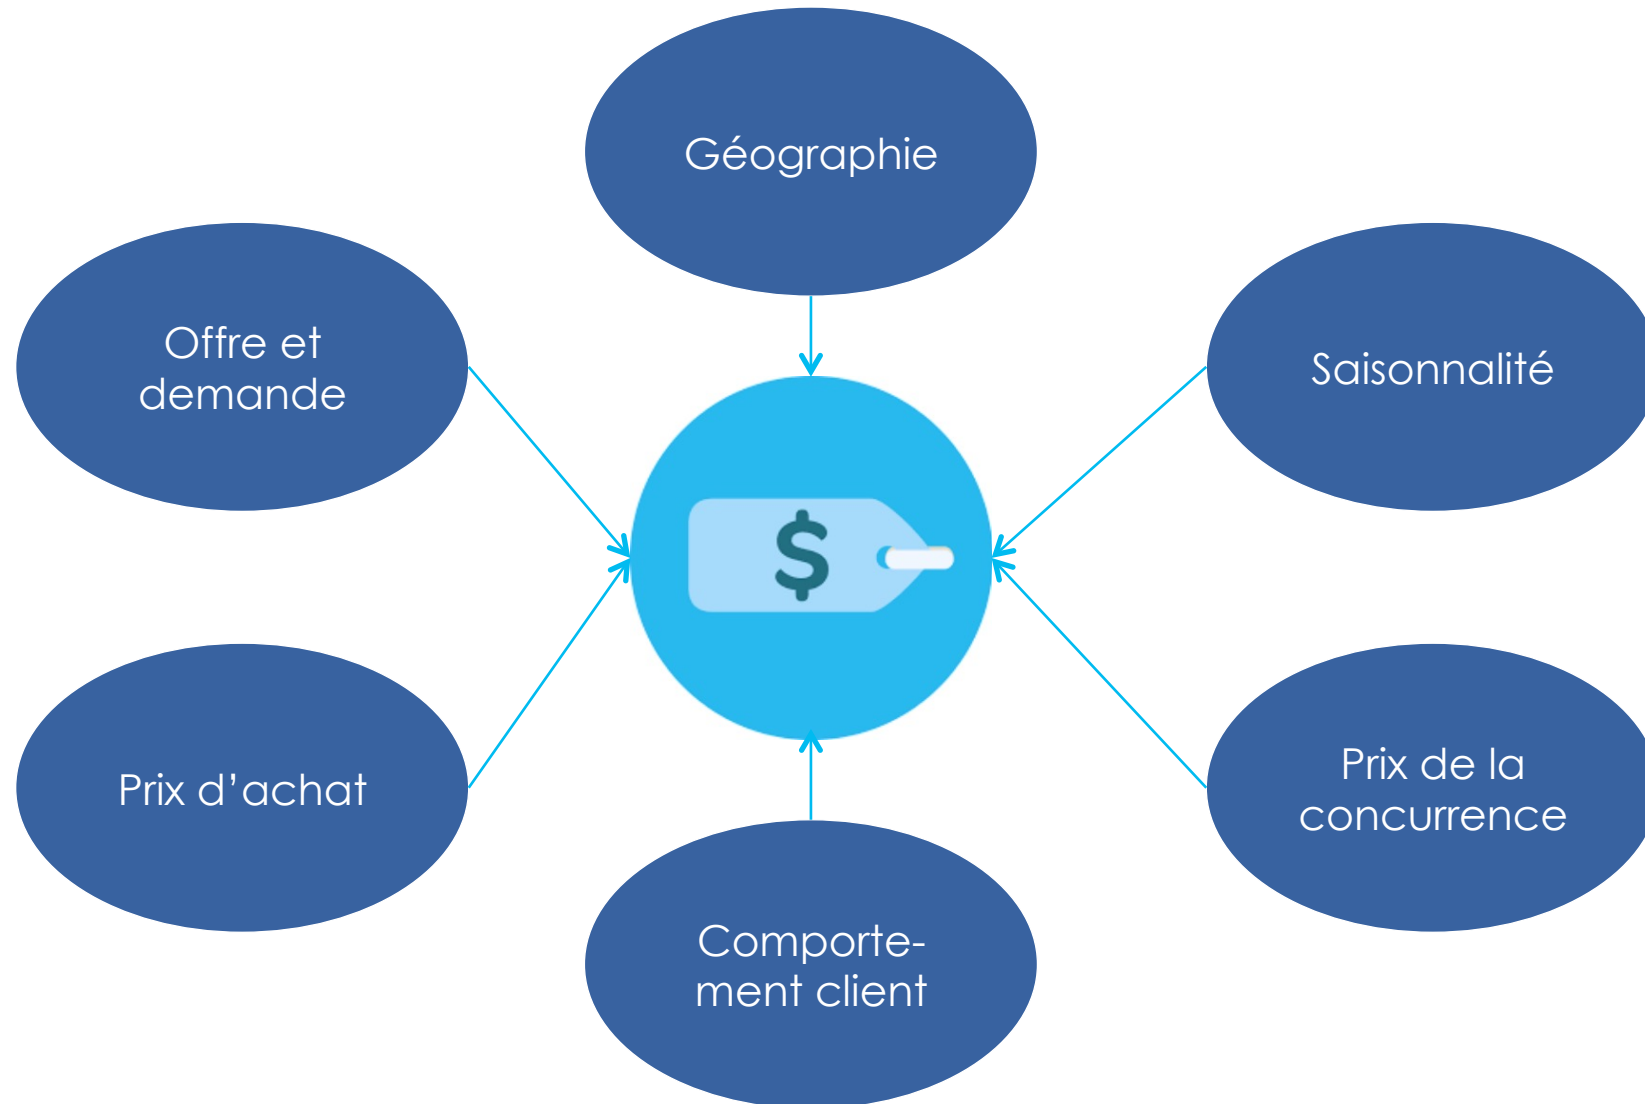 Géographie
Offre et
demande
Saisonnalité
$
Prix d’achat
Prix de la
concurrence
Comporte-
ment client